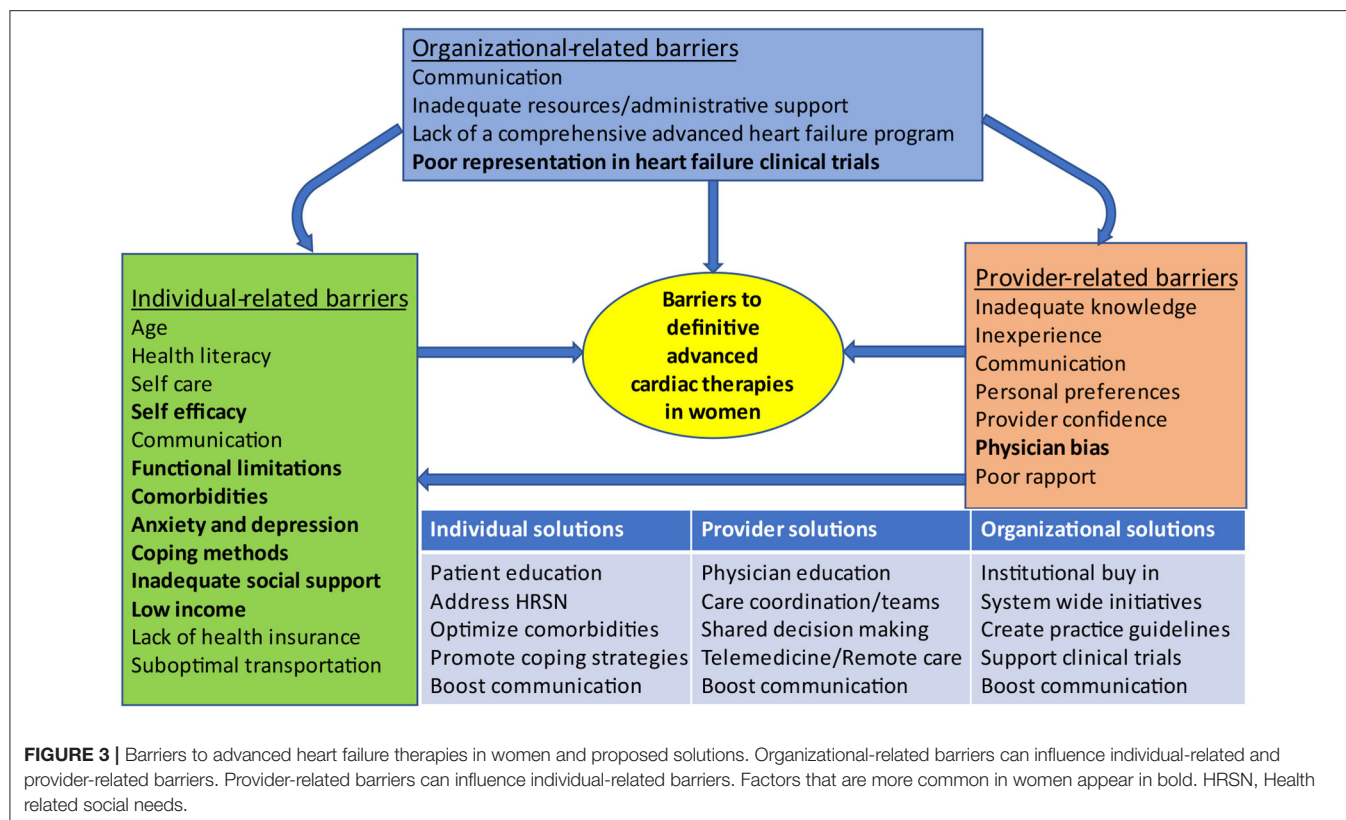 Organizational-related barriers
Communication
Inadequate resources/administrative support
Lack of a comprehensive advanced heart failure program
Poor representation in heart failure clinical trials
Individual-related barriers
Age
Health literacy
Self care
Self efficacy
Communication
Functional limitations
Comorbidities
Anxiety and depression
Coping methods
Inadequate social support
Low income
Lack of health insurance
Suboptimal transportation
Barriers to
definitive
advanced
cardiac therapies
in women
Provider-related barriers
Inadequate knowledge
Inexperience
Communication
Personal preferences
Provider confidence
Physician bias
Poor rapport
Individual solutions
Patient education
Address HRSN
Optimize comorbidities
Promote coping strategies
Boost communication
Provider solutions
Physician education
Care coordination/teams
Shared decision making
Telemedicine/Remote care
Boost communication
Organizational solutions
Institutional buy in
System wide initiatives
Create practice guidelines
Support clinical trials
Boost communication
FIGURE 3 | Barriers to advanced heart failure therapies in women and proposed solutions. Organizational-related barriers can influence individual-related and
provider-related barriers. Provider-related barriers can influence individual-related barriers. Factors that are more common in women appear in bold. HRSN, Health
related social needs.